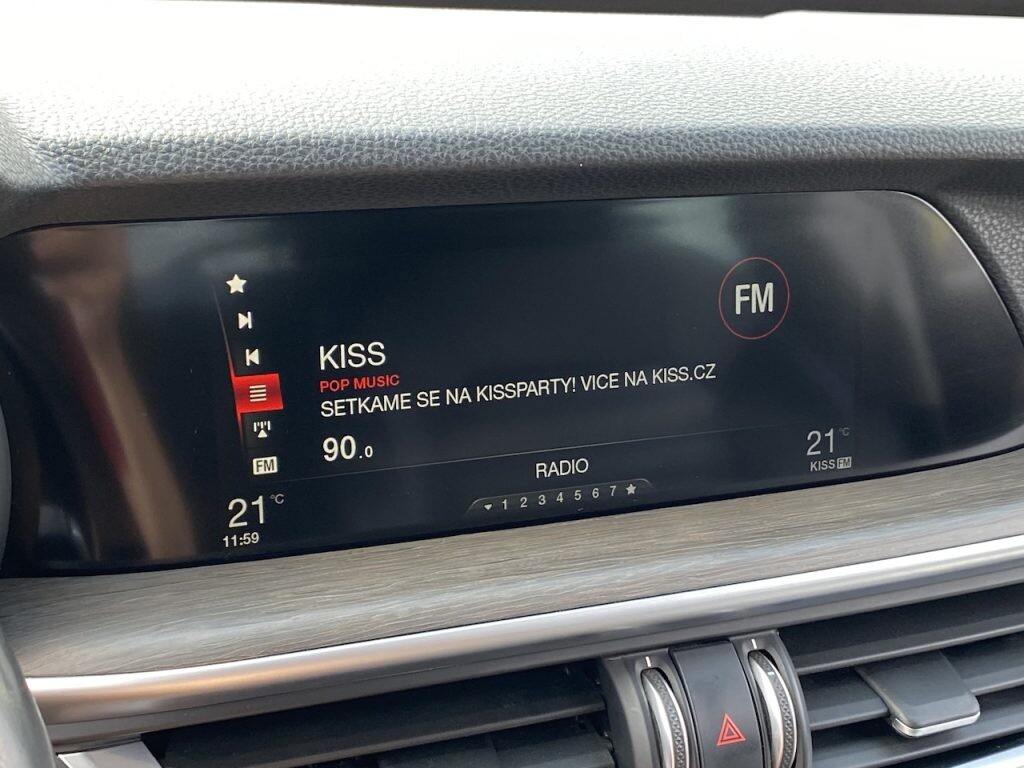 FM
KISS
POP MUSIC
SETKAME SE NA KISSPARTY! VICE NA KISS.CZ
90.0
FM
RADIO
1 2 3 4 5 6 7
21°C
11:59
21°C
KISS FM